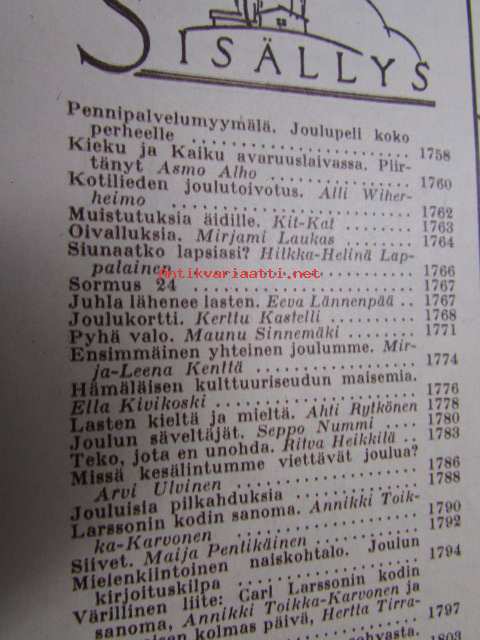 SISÄLLYS
Pennipalvelumyymälä. Joulupeli koko
perheelle .......................... 1758
Kieku ja Kaiku avaruuslaivassa. Piir-
tänyt Asmo Alho .................. 1760
Kotilieden joulutoivotus. Alli Wiher-
heimo ............................ 1762
Muistutuksia äidille. Kit-Kat ........ 1763
Oivalluksia. Mirjami Laukas ........ 1764
Siunaatko lapsiasi? Hilkka-Helinä Lap-
palainen ......................... 1766
antikvariaatti.net
Sormus 24 ........................ 1767
Juhla lähenee lasten. Eeva Lännenpää .. 1767
Joulukortti. Kerttu Kastelli .......... 1768
Pyhä valo. Maunu Sinnemäki .......... 1771
Ensimmäinen yhteinen joulumme. Mir-
ja-Leena Kenttä .................. 1774
Hämäläisen kulttuuriseudun maisemia.
Ella Kivikoski .................... 1776
Lasten kieltä ja mieltä. Ahti Rytkönen 1778
Joulun säveltäjät. Seppo Nummi .... 1780
Teko, jota en unohda. Ritva Heikkilä .. 1783
Missä kesälintumme viettävät joulua?
Arvi Ulvinen .................... 1786
Jouluisia pilkahduksia .............. 1788
Larssonin kodin sanoma. Annikki Toik-
ka-Karvonen .................... 1790
Siivet. Maija Pentikäinen ............ 1792
Mielenkiintoinen naiskohtalo. Joulun
kirjoituskilpa .................... 1794
Värillinen liite: Carl Larssonin kodin
sanoma, Annikki Toikka-Karvonen ja
kolmas päivä, Hertta Tirra-
1797